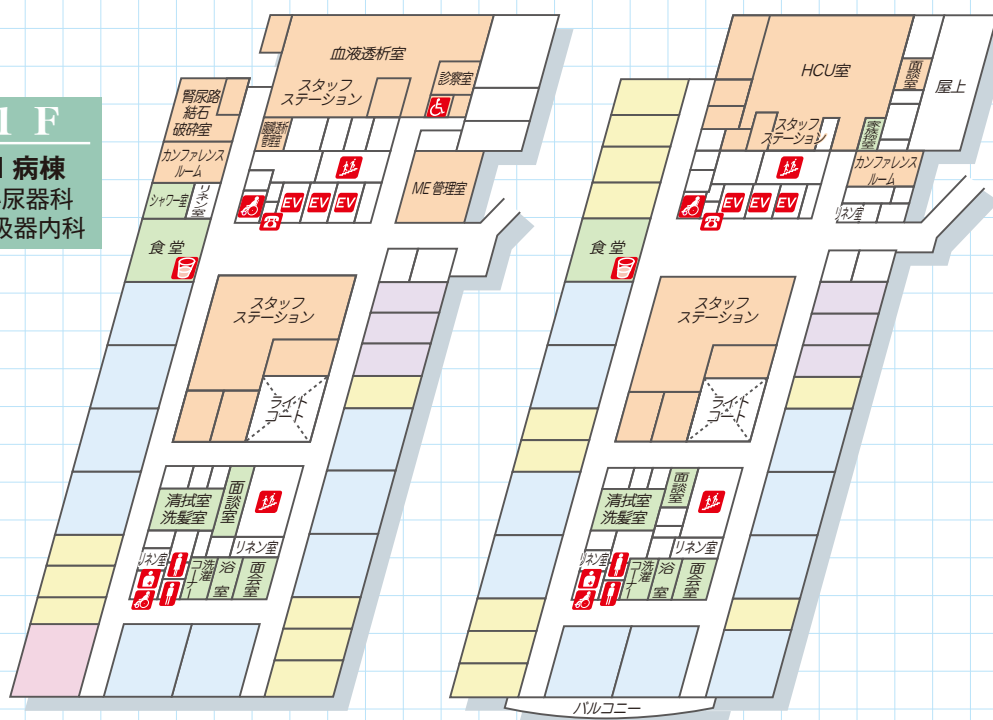 1 F
病棟
尿器科
吸器内科
血液透析室
スタッフ
ステーション
診察室
腎尿路
結石
破砕室
カンファレンス
ルーム
シャワー室
リネン室
ME 管理室
EV
EV
EV
食堂
スタッフ
ステーション
ライト
コート
清拭室
洗髪室
面談室
リネン室
リネン室
洗濯
コーナー
浴室
面会室
HCU室
面談室
屋上
スタッフ
ステーション
家族控室
カンファレンス
ルーム
リネン室
EV
EV
EV
食堂
スタッフ
ステーション
ライト
コート
清拭室
洗髪室
面談室
リネン室
リネン室
洗濯
コーナー
浴室
面会室
バルコニー